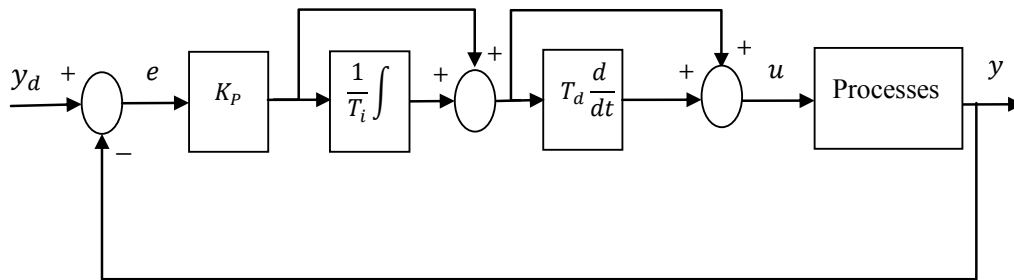 y_d + e K_P 1/T_i ∫ + + T_d d/dt + + u Processes y
−